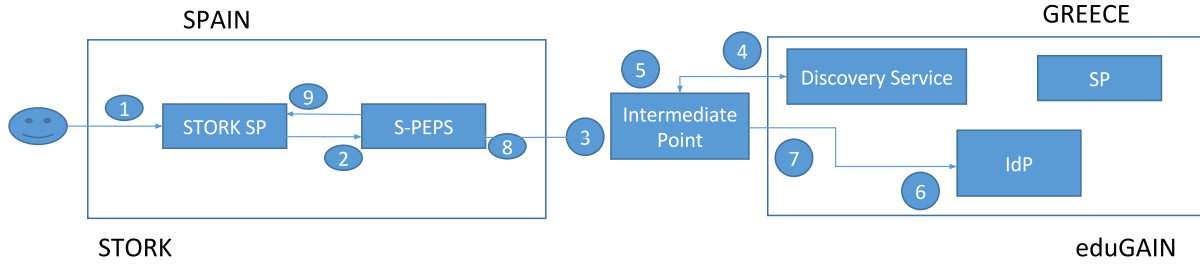 SPAIN
GREECE
1
STORK SP
9
2
S-PEPS
8
3
5
4
Intermediate
Point
Discovery Service
SP
7
6
IdP
STORK
eduGAIN